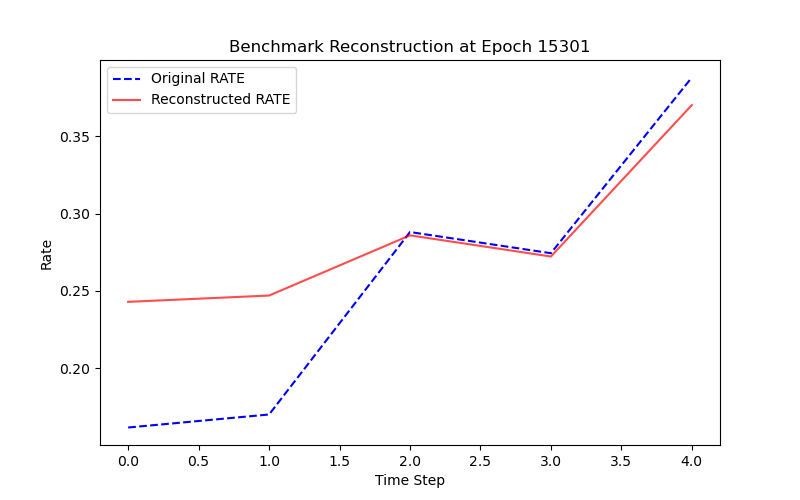 Benchmark Reconstruction at Epoch 15301
Original RATE
Reconstructed RATE
0.35
0.30
0.25
0.20
Rate
0.0 0.5 1.0 1.5 2.0 2.5 3.0 3.5 4.0
Time Step